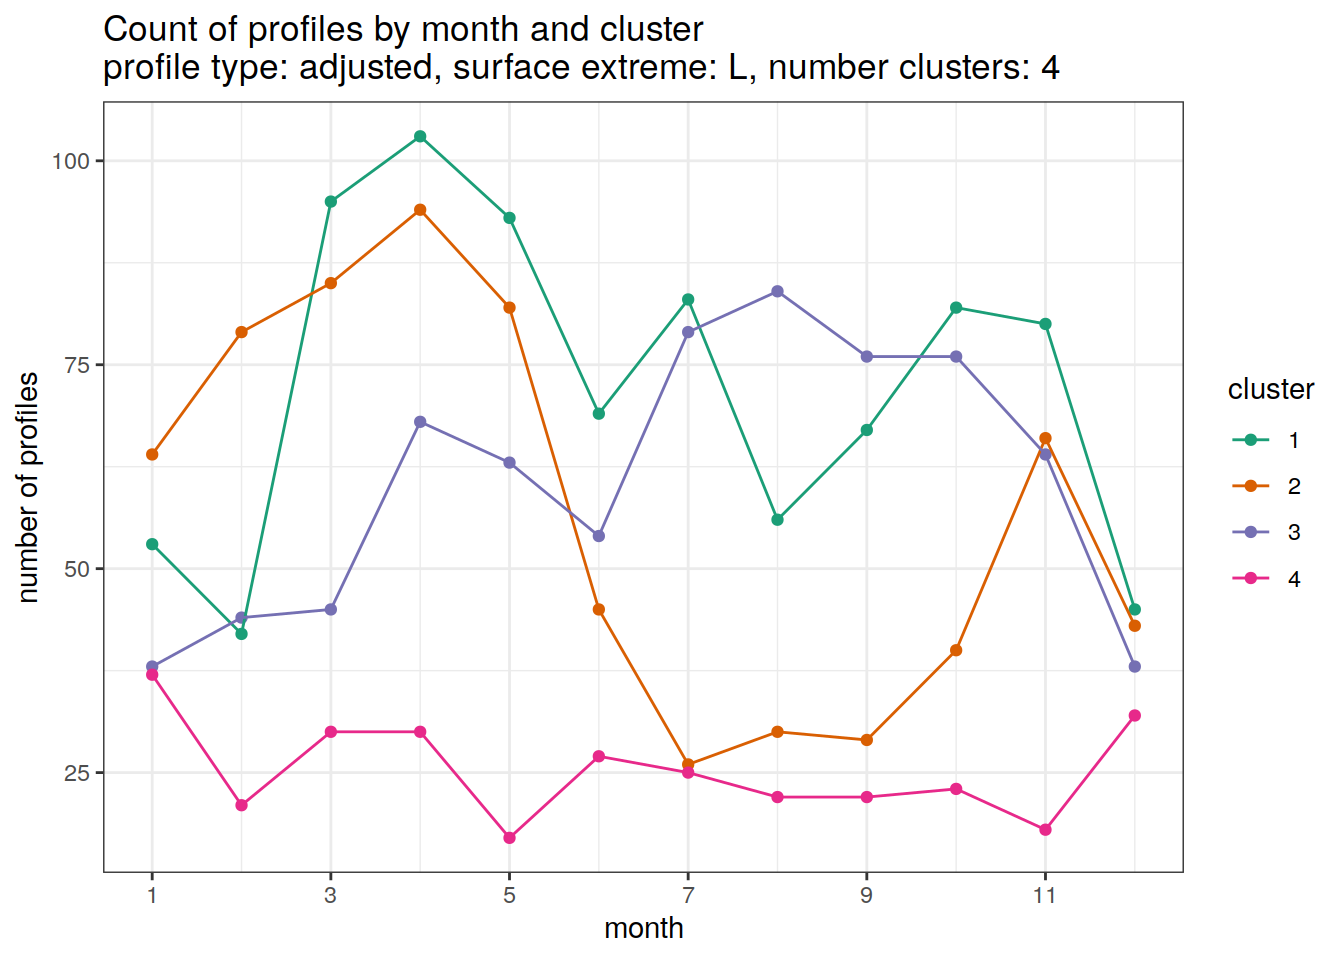 Count of profiles by month and cluster
profile type: adjusted, surface extreme: L, number clusters: 4
100
75
50
25
number of profiles
1 3 5 7 9 11
month
cluster
1
2
3
4